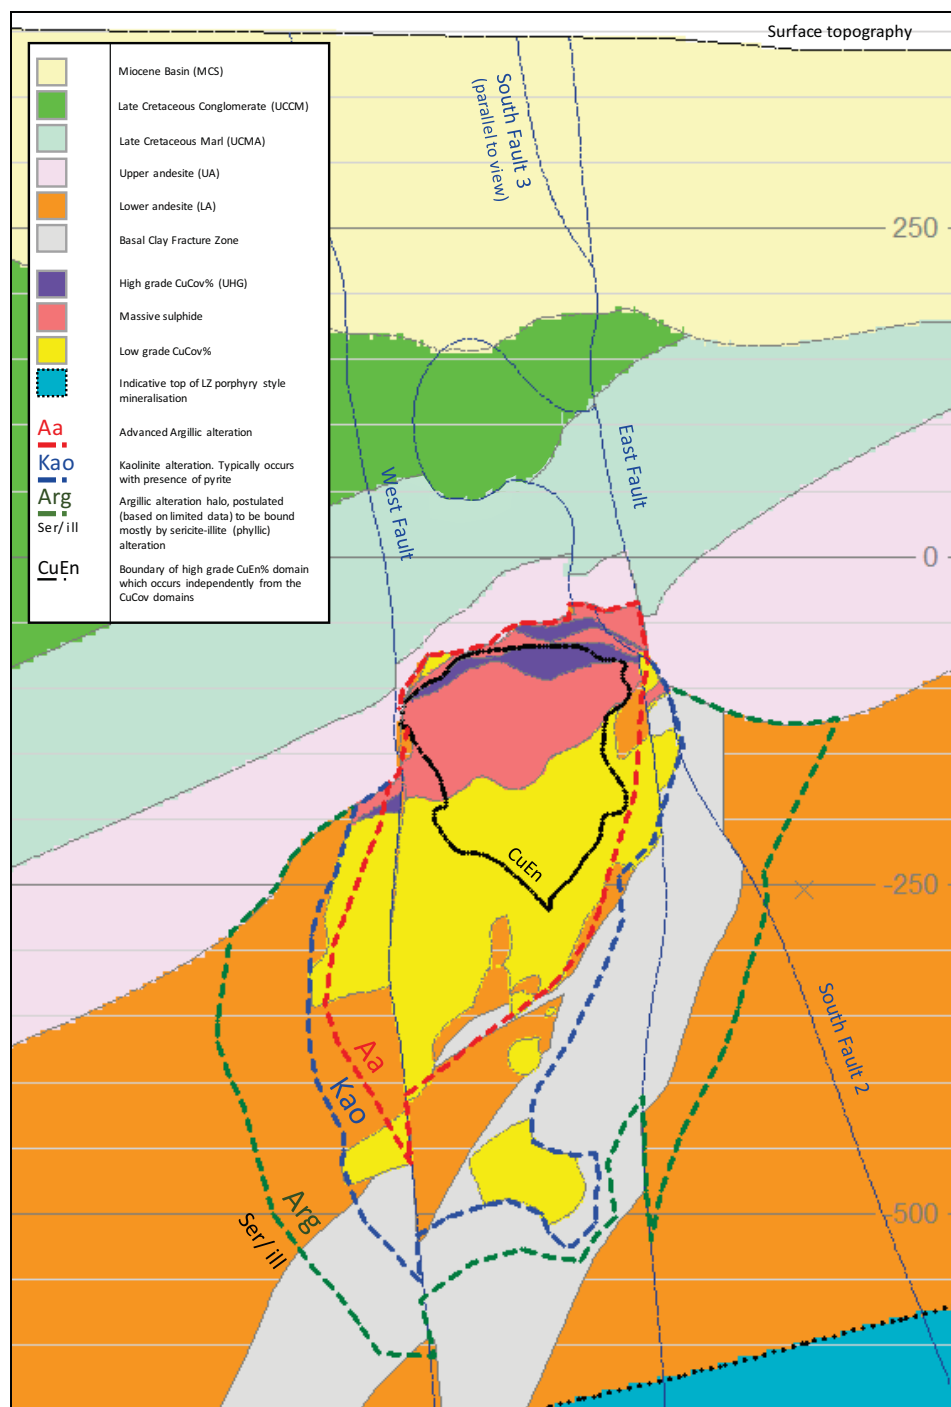 Surface topography
Miocene Basin (MCS)
Late Cretaceous Conglomerate (UCCM)
Late Cretaceous Marl (UCMA)
Upper andesite (UA)
Lower andesite (LA)
Basal Clay Fracture Zone
High grade CuCov% (UHG)
Massive sulphide
Low grade CuCov%
Indicative top of LZ porphyry style
mineralisation
Aa
Advanced Argillic alteration
Kao
Kaolinite alteration. Typically occurs
with presence of pyrite
Arg
Ser/ ill
Argillic alteration halo, postulated
(based on limited data) to be bound
mostly by sericite-illite (phyllic)
alteration
CuEn
Boundary of high grade CuEn% domain
which occurs independently from the
CuCov domains
South Fault 3
(parallel to view)
250
West Fault
East Fault
0
CuEn
-250
South Fault 2
Aa
Kao
Arg
Ser/ ill
-500